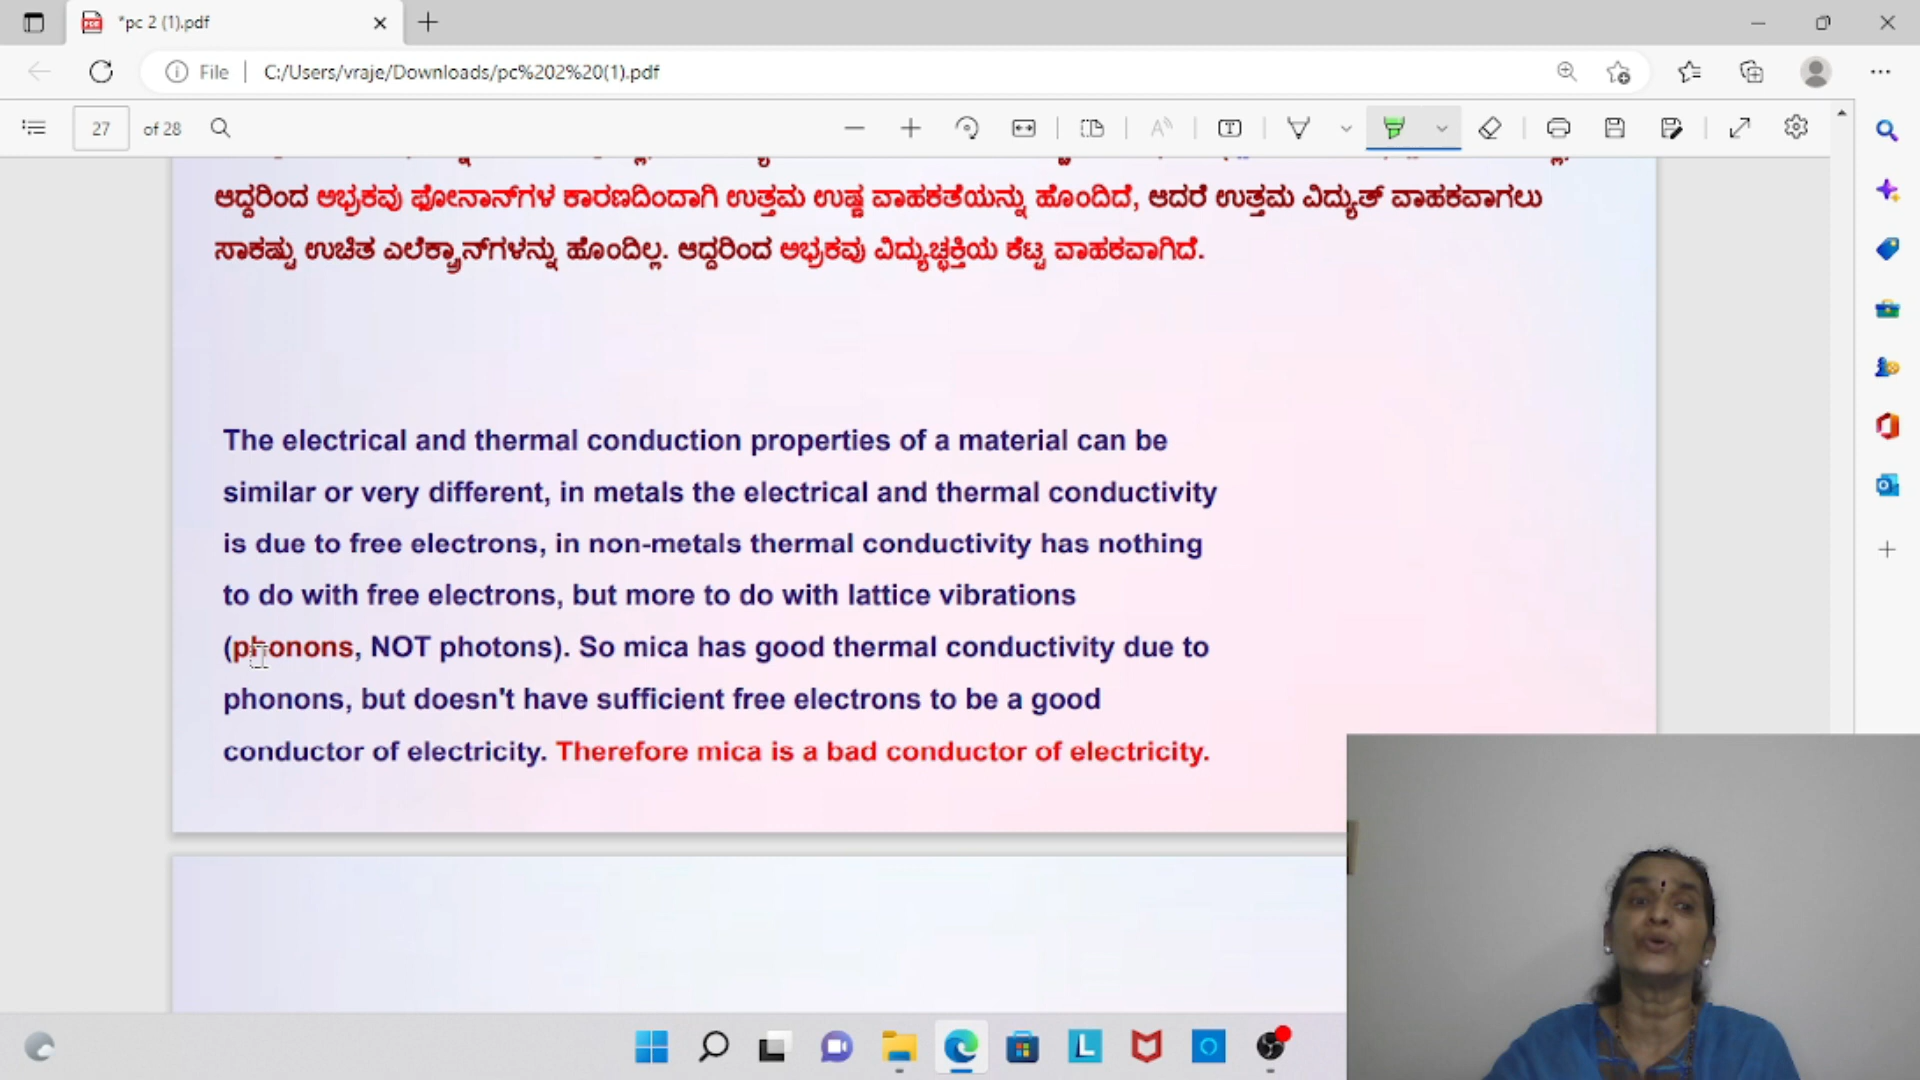 *pc 2 (1).pdf
File
C:/Users/vraje/Downloads/pc%202%20(1).pdf
27 of 28
ಆದ್ದರಿಂದ ಅಭ್ರಕವು ಫೋನಾನ್‌ಗಳ ಕಾರಣದಿಂದಾಗಿ ಉತ್ತಮ ಉಷ್ಣ ವಾಹಕತೆಯನ್ನು ಹೊಂದಿದೆ, ಆದರೆ ಉತ್ತಮ ವಿದ್ಯುತ್ ವಾಹಕವಾಗಲು
ಸಾಕಷ್ಟು ಉಚಿತ ಎಲೆಕ್ಟ್ರಾನ್‌ಗಳನ್ನು ಹೊಂದಿಲ್ಲ. ಆದ್ದರಿಂದ ಅಭ್ರಕವು ವಿದ್ಯುಚ್ಛಕ್ತಿಯ ಕೆಟ್ಟ ವಾಹಕವಾಗಿದೆ.
The electrical and thermal conduction properties of a material can be
similar or very different, in metals the electrical and thermal conductivity
is due to free electrons, in non-metals thermal conductivity has nothing
to do with free electrons, but more to do with lattice vibrations
(phonons, NOT photons). So mica has good thermal conductivity due to
phonons, but doesn't have sufficient free electrons to be a good
conductor of electricity. Therefore mica is a bad conductor of electricity.